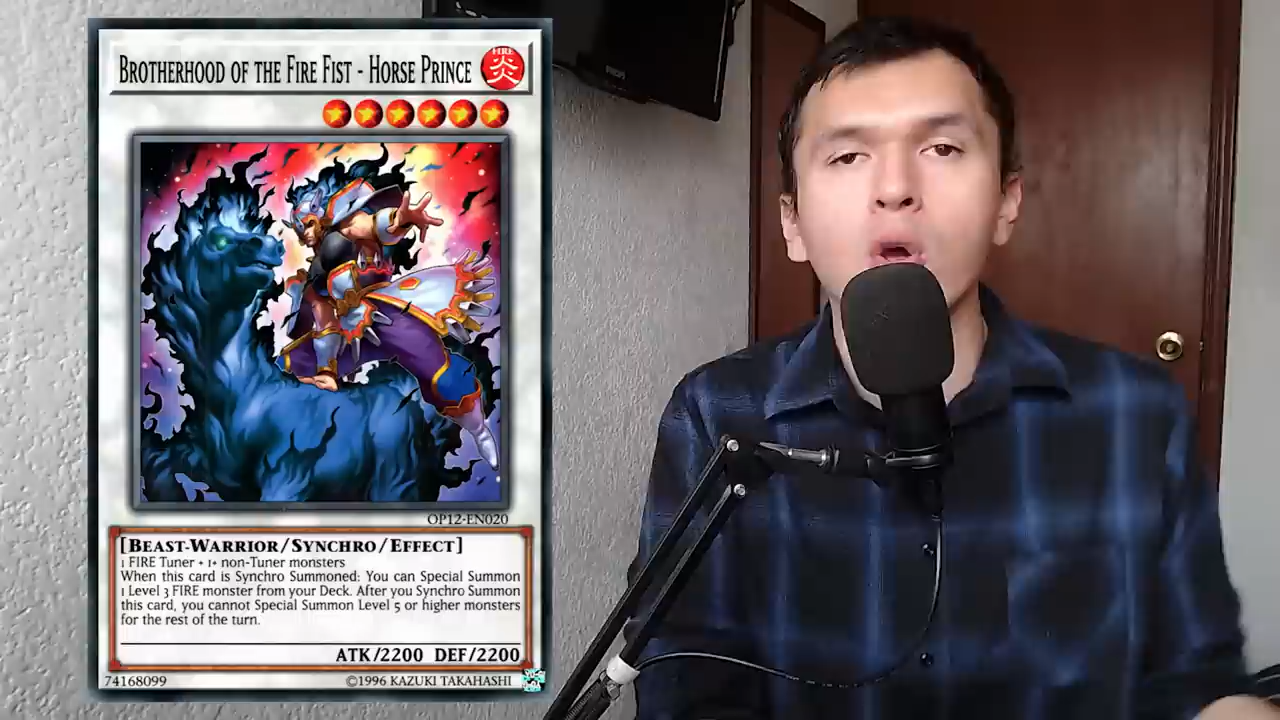 BROTHERHOOD OF THE FIRE FIST - HORSE PRINCE
FIRE
炎
OP12-EN020
[BEAST-WARRIOR/SYNCHRO/EFFECT]
1 FIRE Tuner + 1+ non-Tuner monsters
When this card is Synchro Summoned: You can Special Summon
1 Level 3 FIRE monster from your Deck. After you Synchro Summon
this card, you cannot Special Summon Level 5 or higher monsters
for the rest of the turn.
ATK/2200 DEF/2200
74168099
©1996 KAZUKI TAKAHASHI